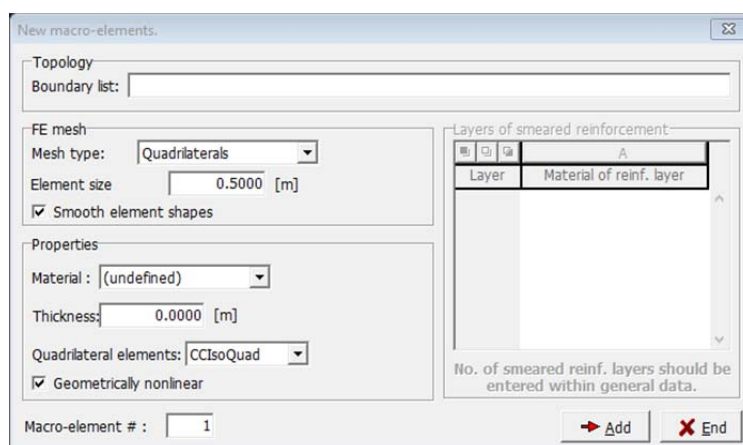 New macro-elements.
Topology
Boundary list:
FE mesh
Mesh type: Quadrilaterals
Element size 0.5000 [m]
Smooth element shapes
Properties
Material : (undefined)
Thickness: 0.0000 [m]
Quadrilateral elements: CCIsoQuad
Geometrically nonlinear
Layers of smeared reinforcement
A
Layer Material of reinf. layer
No. of smeared reinf. layers should be
entered within general data.
Macro-element # : 1
Add End